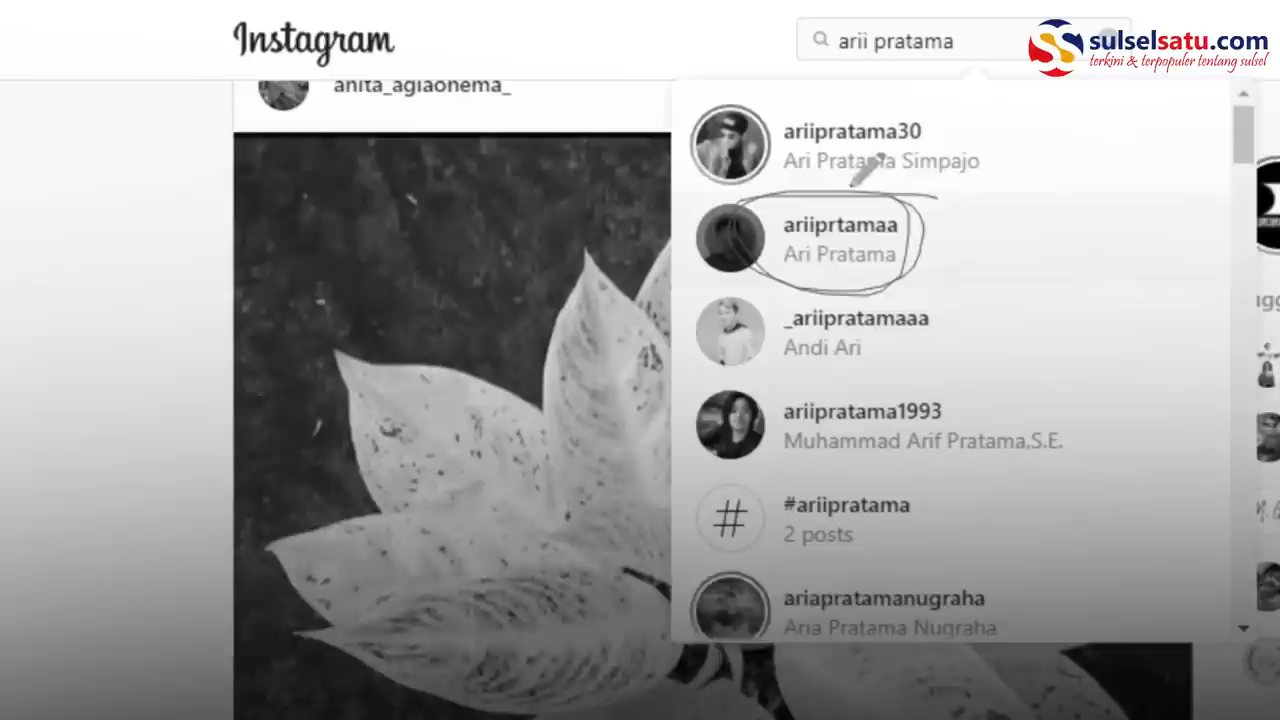 Instagram
arii pratama
sulselsatu.com
terkini & terpopuler tentang sulsel
anita_aglaonema_
ariipratama30
Ari Pratama Simpajo
ariiprtamaa
Ari Pratama
_ariipratamaaa
Andi Ari
ariipratama1993
Muhammad Arif Pratama,S.E.
#ariipratama
2 posts
ariapratamanugraha
Aria Pratama Nugraha